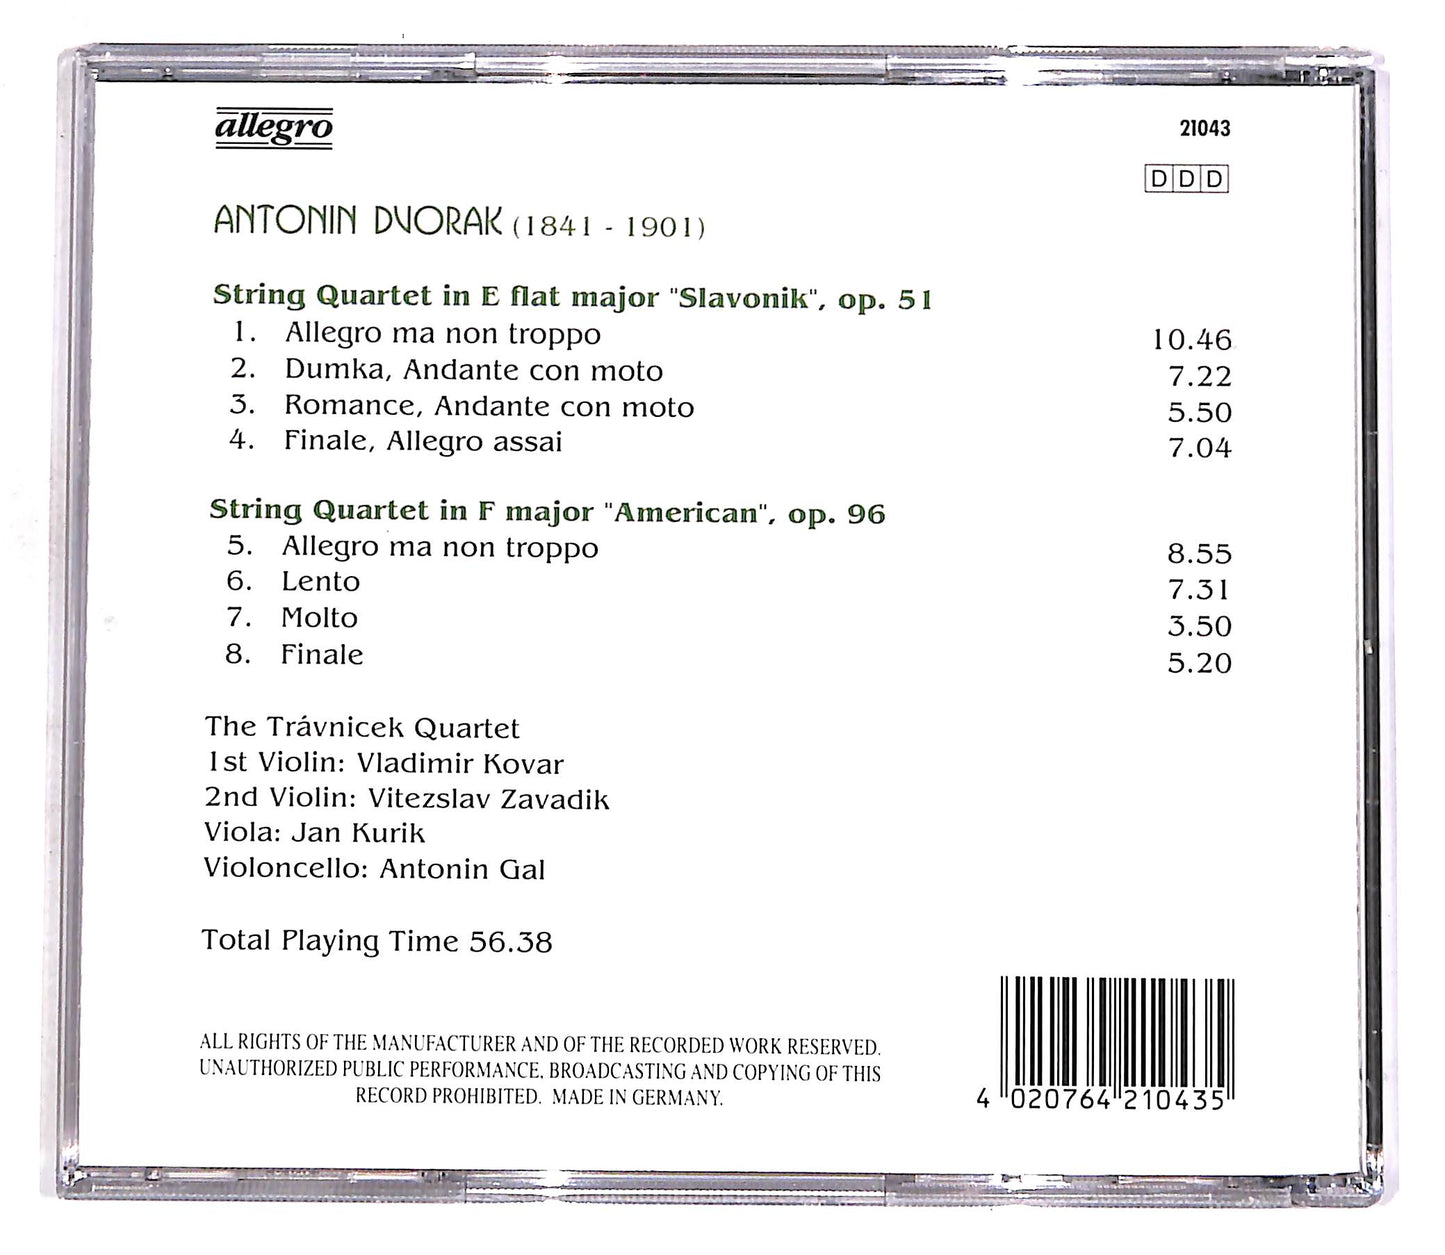 allegro
21043
DDD
ANTONIN DVORAK (1841 - 1901)
String Quartet in E flat major "Slavonik", op. 51
1. Allegro ma non troppo 10.46
2. Dumka, Andante con moto 7.22
3. Romance, Andante con moto 5.50
4. Finale, Allegro assai 7.04
String Quartet in F major "American", op. 96
5. Allegro ma non troppo 8.55
6. Lento 7.31
7. Molto 3.50
8. Finale 5.20
The Trávnicek Quartet
1st Violin: Vladimir Kovar
2nd Violin: Vitezslav Zavadik
Viola: Jan Kurik
Violoncello: Antonin Gal
Total Playing Time 56.38
ALL RIGHTS OF THE MANUFACTURER AND OF THE RECORDED WORK RESERVED.
UNAUTHORIZED PUBLIC PERFORMANCE, BROADCASTING AND COPYING OF THIS
RECORD PROHIBITED. MADE IN GERMANY.
4 020764 210435